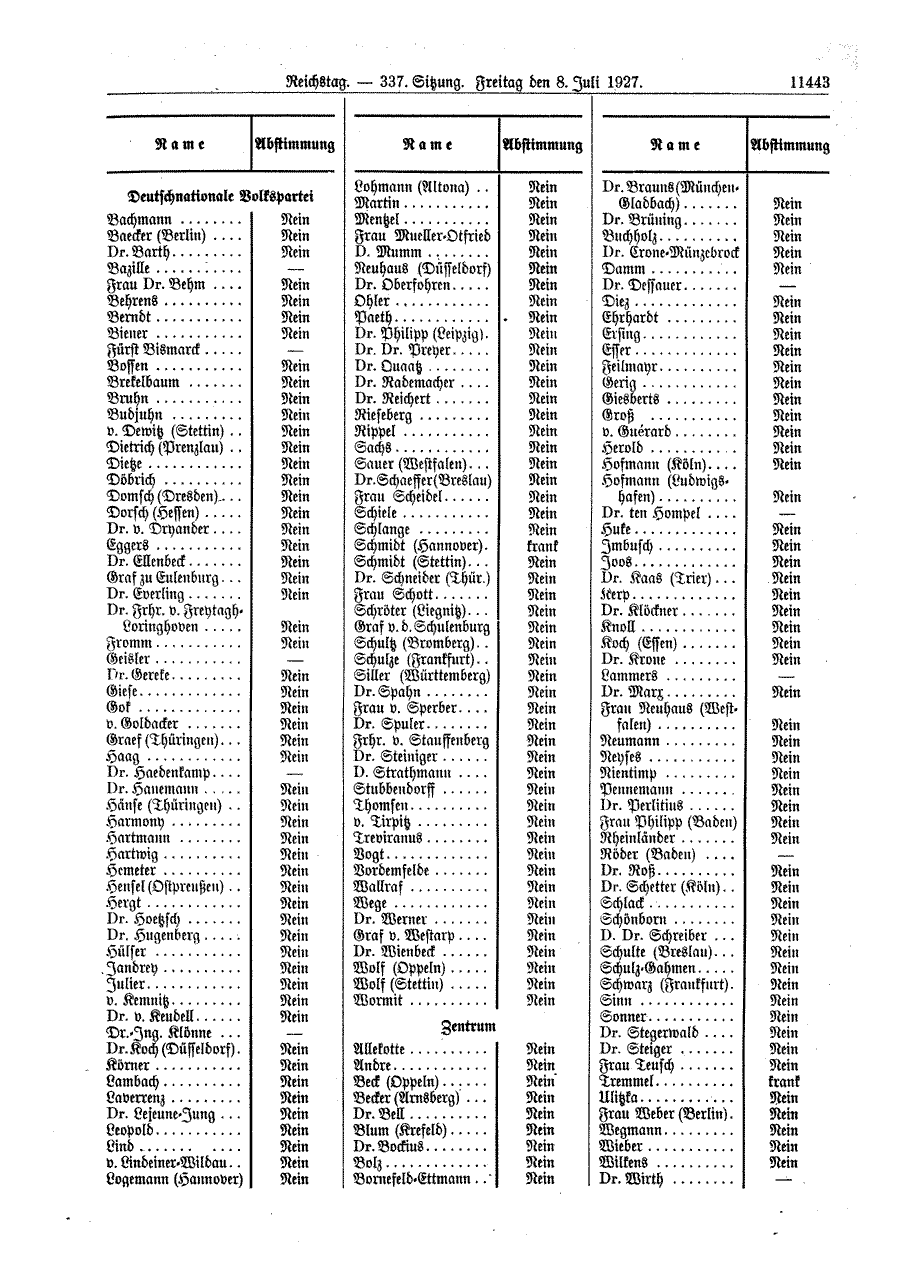 Reichstag. — 337. Sitzung. Freitag den 8. Juli 1927. 11443
Name Abstimmung
Deutschnationale Volkspartei
Bachmann ........ Nein
Baecker (Berlin) .... Nein
Dr. Barth......... Nein
Bazille ........... —
Frau Dr. Behm .... Nein
Behrens .......... Nein
Berndt ........... Nein
Biener ........... Nein
Fürst Bismarck ..... —
Bossen ........... Nein
Brekelbaum ....... Nein
Bruhn ........... Nein
Budjuhn ......... Nein
v. Dewitz (Stettin) .. Nein
Dietrich (Prenzlau) .. Nein
Dietze ............ Nein
Döbrich .......... Nein
Domsch (Dresden)... Nein
Dorsch (Hessen) ..... Nein
Dr. v. Dryander .... Nein
Eggers ........... Nein
Dr. Ellenbeck ....... Nein
Graf zu Eulenburg... Nein
Dr. Everling ....... Nein
Dr. Frhr. v. Freytagh-
Loringhoven ..... Nein
Fromm ........... Nein
Geisler ........... —
Dr. Gereke......... Nein
Giese............. Nein
Gok ............. Nein
v. Goldacker ....... Nein
Graef (Thüringen)... Nein
Haag ............ Nein
Dr. Haedenkamp.... —
Dr. Hanemann ..... Nein
Hänse (Thüringen) .. Nein
Harmony ......... Nein
Hartmann ........ Nein
Hartwig .......... Nein
Hemeter .......... Nein
Hensel (Ostpreußen) .. Nein
Hergt ............ Nein
Dr. Hoetzsch ....... Nein
Dr. Hugenberg ..... Nein
Hülser ........... Nein
Jandrey .......... Nein
Julier............ Nein
v. Kemnitz......... Nein
Dr. v. Keudell...... Nein
Dr.-Ing. Klönne ... —
Dr. Koch (Düsseldorf). Nein
Körner ........... Nein
Lambach .......... Nein
Laverrenz ......... Nein
Dr. Lejeune-Jung ... Nein
Leopold........... Nein
Lind ....... .... Nein
v. Lindeiner-Wildau.. Nein
Logemann (Hannover) Nein
Name Abstimmung
Lohmann (Altona) .. Nein
Martin ........... Nein
Mentzel .......... Nein
Frau Mueller-Otfried Nein
D. Mumm ........ Nein
Neuhaus (Düsseldorf) Nein
Dr. Oberfohren..... Nein
Ohler ............ Nein
Paeth............ Nein
Dr. Philipp (Leipzig). Nein
Dr. Dr. Preyer..... Nein
Dr. Quaatz ........ Nein
Dr. Rademacher .... Nein
Dr. Reichert ....... Nein
Rieseberg ......... Nein
Rippel ........... Nein
Sachs............ Nein
Sauer (Westfalen)... Nein
Dr. Schaeffer (Breslau) Nein
Frau Scheidel...... Nein
Schiele ........... Nein
Schlange ......... Nein
Schmidt (Hannover). krank
Schmidt (Stettin)... Nein
Dr. Schneider (Thür.) Nein
Frau Schott....... Nein
Schröter (Liegnitz)... Nein
Graf v. d. Schulenburg Nein
Schultz (Bromberg).. Nein
Schulze (Frankfurt).. Nein
Siller (Württemberg) Nein
Dr. Spahn ........ Nein
Frau v. Sperber.... Nein
Dr. Spuler......... Nein
Frhr. v. Stauffenberg Nein
Dr. Steiniger ...... Nein
D. Strathmann .... Nein
Stubbendorff ...... Nein
Thomsen.......... Nein
v. Tirpitz ......... Nein
Treviranus ........ Nein
Vogt............. Nein
Vordemfelde ....... Nein
Wallraf .......... Nein
Wege ............ Nein
Dr. Werner ....... Nein
Graf v. Westarp .... Nein
Dr. Wienbeck ...... Nein
Wolf (Oppeln) ..... Nein
Wolf (Stettin) ..... Nein
Wormit .......... Nein
Zentrum
Allekotte .......... Nein
Andre............ Nein
Beck (Oppeln) ...... Nein
Becker (Arnsberg) ... Nein
Dr. Bell .......... Nein
Blum (Krefeld)..... Nein
Dr. Bockius........ Nein
Bolz ............. Nein
Bornefeld-Ettmann .. Nein
Name Abstimmung
Dr. Brauns (München-
Gladbach) ....... Nein
Dr. Brüning....... Nein
Buchholz.......... Nein
Dr. Crone-Münzebrock Nein
Damm ........... Nein
Dr. Dessauer....... —
Diez ............. Nein
Ehrhardt ......... Nein
Ersing............ Nein
Esser ............ Nein
Feilmayr.......... Nein
Gerig ............ Nein
Giesberts ......... Nein
Groß ........... Nein
v. Guérard ........ Nein
Herold ........... Nein
Hofmann (Köln).... Nein
Hofmann (Ludwigs-
hafen) .......... Nein
Dr. ten Hompel .... —
Huke ............ Nein
Imbusch .......... Nein
Joos............. Nein
Dr. Kaas (Trier) ... Nein
Kerp............. Nein
Dr. Klöckner ....... Nein
Knoll ............ Nein
Koch (Essen) ...... Nein
Dr. Krone ........ Nein
Lammers ......... —
Dr. Marx ......... Nein
Frau Neuhaus (West-
falen) .......... Nein
Neumann ......... Nein
Neyses ........... Nein
Nientimp ......... Nein
Pennemann ....... Nein
Dr. Perlitius ...... Nein
Frau Philipp (Baden) Nein
Rheinländer ....... Nein
Röder (Baden) .... —
Dr. Roß.......... Nein
Dr. Schetter (Köln).. Nein
Schlack ........... Nein
Schönborn ........ Nein
D. Dr. Schreiber ... Nein
Schulte (Breslau)... Nein
Schulz-Gahmen..... Nein
Schwarz (Frankfurt). Nein
Sinn ............ Nein
Sonner........... Nein
Dr. Stegerwald .... Nein
Dr. Steiger ....... Nein
Frau Teusch ....... Nein
Tremmel.......... krank
Ulitzka........... Nein
Frau Weber (Berlin). Nein
Wegmann......... Nein
Wieber ........... Nein
Wilkens .......... Nein
Dr. Wirth ........ —